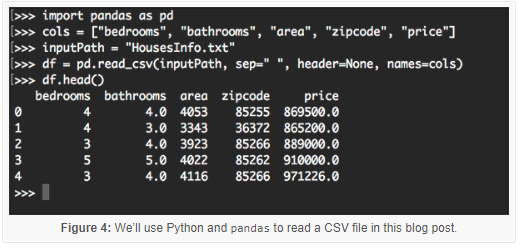 [>>> import pandas as pd
[>>> cols = ["bedrooms", "bathrooms", "area", "zipcode", "price"]
[>>> inputPath = "HousesInfo.txt"
[>>> df = pd.read_csv(inputPath, sep=" ", header=None, names=cols)
[>>> df.head()
bedrooms bathrooms area zipcode price
0 4 4.0 4053 85255 869500.0
1 4 3.0 3343 36372 865200.0
2 3 4.0 3923 85266 889000.0
3 5 5.0 4022 85262 910000.0
4 3 4.0 4116 85266 971226.0
>>>
Figure 4: We'll use Python and pandas to read a CSV file in this blog post.